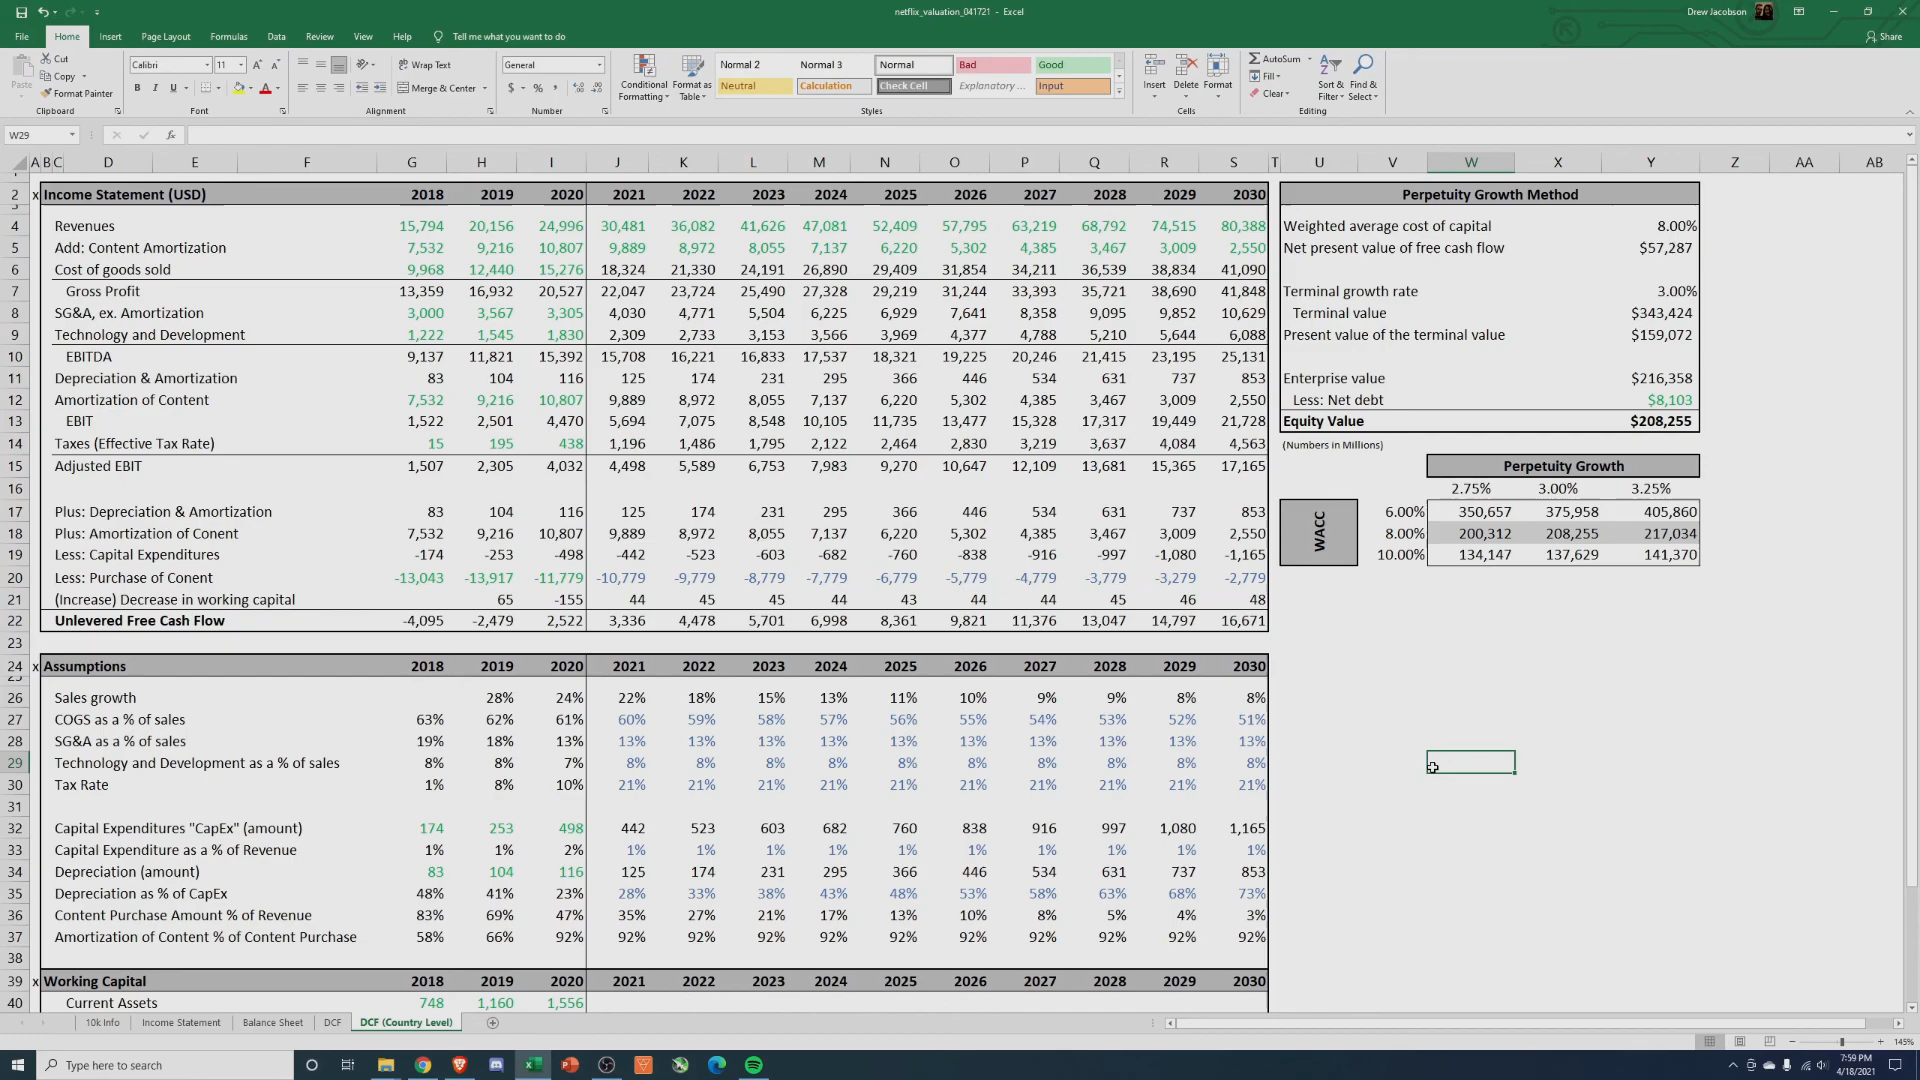 netflix_valuation_041721 - Excel
Drew Jacobson
File Home Insert Page Layout Formulas Data Review View Help Tell me what you want to do Share
Paste Cut Copy Format Painter Clipboard
Calibri 11 Font
Wrap Text Merge & Center Alignment
General Number
Conditional Formatting Format as Table
Normal 2 Normal 3 Normal Bad Good
Neutral Calculation Check Cell Explanatory ... Input
Styles
Insert Delete Format Cells
AutoSum Fill Clear Sort & Filter Find & Select Editing
W29
A B C D E F G H I J K L M N O P Q R S T U V W X Y Z AA AB
2 x Income Statement (USD) 2018 2019 2020 2021 2022 2023 2024 2025 2026 2027 2028 2029 2030 Perpetuity Growth Method
4 Revenues 15,794 20,156 24,996 30,481 36,082 41,626 47,081 52,409 57,795 63,219 68,792 74,515 80,388 Weighted average cost of capital 8.00%
5 Add: Content Amortization 7,532 9,216 10,807 9,889 8,972 8,055 7,137 6,220 5,302 4,385 3,467 3,009 2,550 Net present value of free cash flow $57,287
6 Cost of goods sold 9,968 12,440 15,276 18,324 21,330 24,191 26,890 29,409 31,854 34,211 36,539 38,834 41,090
7 Gross Profit 13,359 16,932 20,527 22,047 23,724 25,490 27,328 29,219 31,244 33,393 35,721 38,690 41,848 Terminal growth rate 3.00%
8 SG&A, ex. Amortization 3,000 3,567 3,305 4,030 4,771 5,504 6,225 6,929 7,641 8,358 9,095 9,852 10,629 Terminal value $343,424
9 Technology and Development 1,222 1,545 1,830 2,309 2,733 3,153 3,566 3,969 4,377 4,788 5,210 5,644 6,088 Present value of the terminal value $159,072
10 EBITDA 9,137 11,821 15,392 15,708 16,221 16,833 17,537 18,321 19,225 20,246 21,415 23,195 25,131
11 Depreciation & Amortization 83 104 116 125 174 231 295 366 446 534 631 737 853 Enterprise value $216,358
12 Amortization of Content 7,532 9,216 10,807 9,889 8,972 8,055 7,137 6,220 5,302 4,385 3,467 3,009 2,550 Less: Net debt $8,103
13 EBIT 1,522 2,501 4,470 5,694 7,075 8,548 10,105 11,735 13,477 15,328 17,317 19,449 21,728 Equity Value $208,255
14 Taxes (Effective Tax Rate) 15 195 438 1,196 1,486 1,795 2,122 2,464 2,830 3,219 3,637 4,084 4,563 (Numbers in Millions)
15 Adjusted EBIT 1,507 2,305 4,032 4,498 5,589 6,753 7,983 9,270 10,647 12,109 13,681 15,365 17,165 Perpetuity Growth
16 2.75% 3.00% 3.25%
17 Plus: Depreciation & Amortization 83 104 116 125 174 231 295 366 446 534 631 737 853 6.00% 350,657 375,958 405,860
18 Plus: Amortization of Conent 7,532 9,216 10,807 9,889 8,972 8,055 7,137 6,220 5,302 4,385 3,467 3,009 2,550 WACC 8.00% 200,312 208,255 217,034
19 Less: Capital Expenditures -174 -253 -498 -442 -523 -603 -682 -760 -838 -916 -997 -1,080 -1,165 10.00% 134,147 137,629 141,370
20 Less: Purchase of Conent -13,043 -13,917 -11,779 -10,779 -9,779 -8,779 -7,779 -6,779 -5,779 -4,779 -3,779 -3,279 -2,779
21 (Increase) Decrease in working capital 65 -155 44 45 45 44 43 44 44 45 46 48
22 Unlevered Free Cash Flow -4,095 -2,479 2,522 3,336 4,478 5,701 6,998 8,361 9,821 11,376 13,047 14,797 16,671
23
24 x Assumptions 2018 2019 2020 2021 2022 2023 2024 2025 2026 2027 2028 2029 2030
26 Sales growth 28% 24% 22% 18% 15% 13% 11% 10% 9% 9% 8% 8%
27 COGS as a % of sales 63% 62% 61% 60% 59% 58% 57% 56% 55% 54% 53% 52% 51%
28 SG&A as a % of sales 19% 18% 13% 13% 13% 13% 13% 13% 13% 13% 13% 13% 13%
29 Technology and Development as a % of sales 8% 8% 7% 8% 8% 8% 8% 8% 8% 8% 8% 8% 8%
30 Tax Rate 1% 8% 10% 21% 21% 21% 21% 21% 21% 21% 21% 21% 21%
31
32 Capital Expenditures "CapEx" (amount) 174 253 498 442 523 603 682 760 838 916 997 1,080 1,165
33 Capital Expenditure as a % of Revenue 1% 1% 2% 1% 1% 1% 1% 1% 1% 1% 1% 1% 1%
34 Depreciation (amount) 83 104 116 125 174 231 295 366 446 534 631 737 853
35 Depreciation as % of CapEx 48% 41% 23% 28% 33% 38% 43% 48% 53% 58% 63% 68% 73%
36 Content Purchase Amount % of Revenue 83% 69% 47% 35% 27% 21% 17% 13% 10% 8% 5% 4% 3%
37 Amortization of Content % of Content Purchase 58% 66% 92% 92% 92% 92% 92% 92% 92% 92% 92% 92% 92%
38
39 x Working Capital 2018 2019 2020 2021 2022 2023 2024 2025 2026 2027 2028 2029 2030
40 Current Assets 748 1,160 1,556
10k Info Income Statement Balance Sheet DCF DCF (Country Level)
145%
Type here to search
7:59 PM
4/18/2021